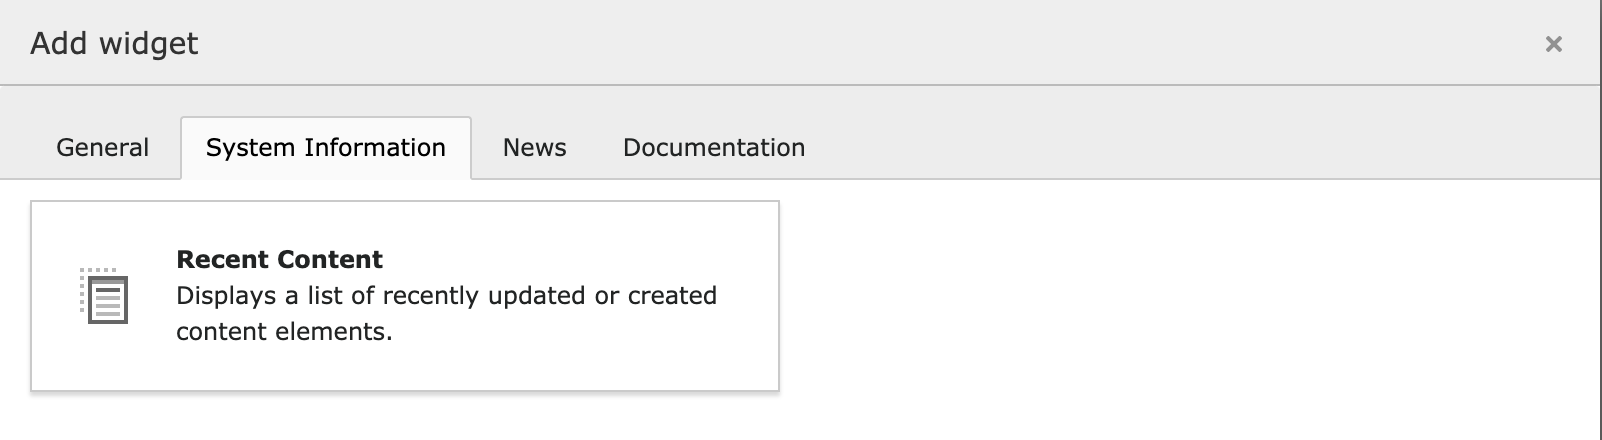 Add widget
General System Information News Documentation
Recent Content
Displays a list of recently updated or created
content elements.